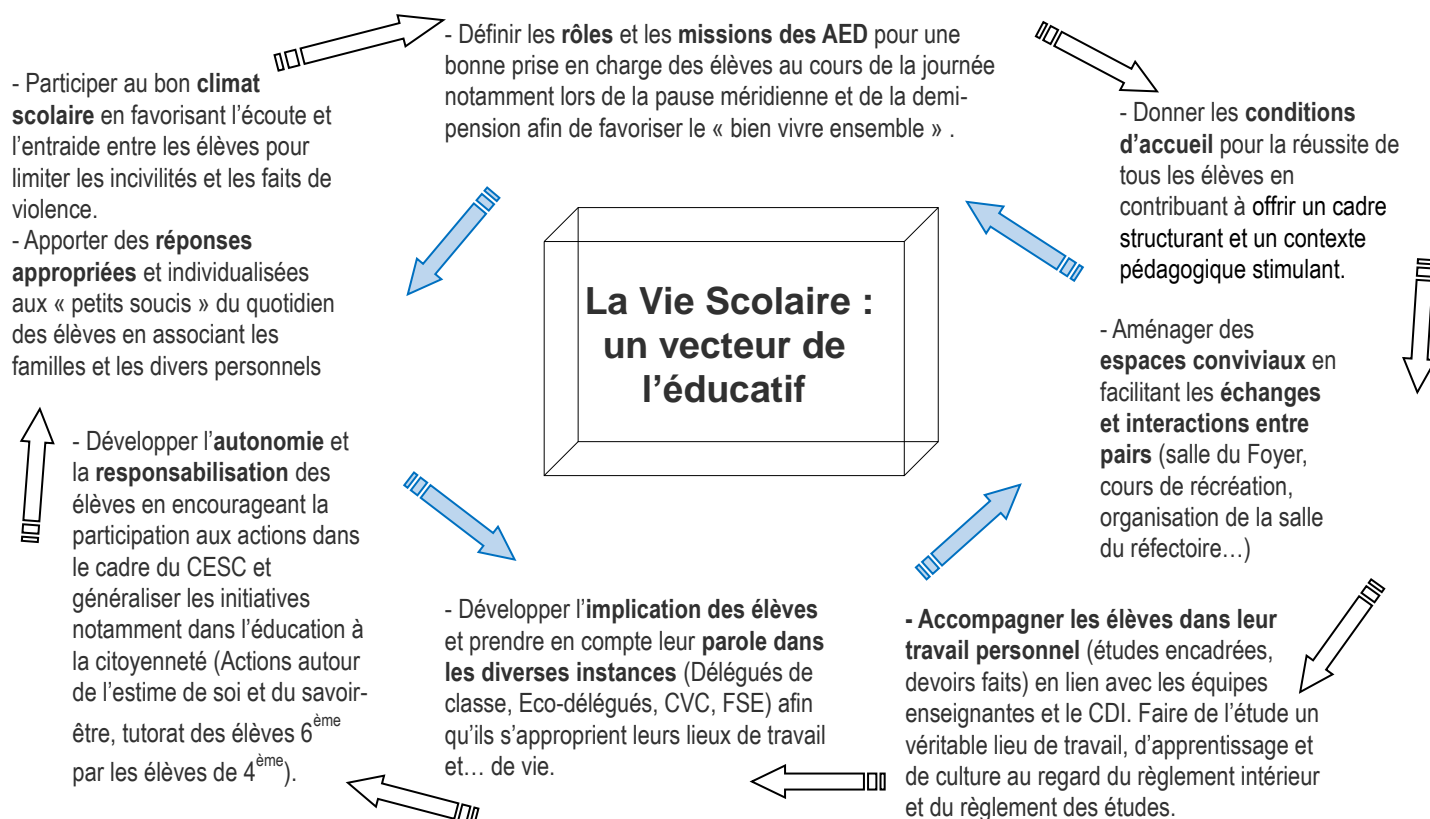 - Définir les rôles et les missions des AED pour une
bonne prise en charge des élèves au cours de la journée
notamment lors de la pause méridienne et de la demi-
pension afin de favoriser le « bien vivre ensemble » .
- Donner les conditions
d’accueil pour la réussite de
tous les élèves en
contribuant à offrir un cadre
structurant et un contexte
pédagogique stimulant.
- Aménager des
espaces conviviaux en
facilitant les échanges
et interactions entre
pairs (salle du Foyer,
cours de récréation,
organisation de la salle
du réfectoire…)
- Accompagner les élèves dans leur
travail personnel (études encadrées,
devoirs faits) en lien avec les équipes
enseignantes et le CDI. Faire de l’étude un
véritable lieu de travail, d’apprentissage et
de culture au regard du règlement intérieur
et du règlement des études.
- Développer l’implication des élèves
et prendre en compte leur parole dans
les diverses instances (Délégués de
classe, Eco-délégués, CVC, FSE) afin
qu’ils s’approprient leurs lieux de travail
et… de vie.
- Développer l’autonomie et
la responsabilisation des
élèves en encourageant la
participation aux actions dans
le cadre du CESC et
généraliser les initiatives
notamment dans l’éducation à
la citoyenneté (Actions autour
de l’estime de soi et du savoir-
être, tutorat des élèves 6ème
par les élèves de 4ème).
- Participer au bon climat
scolaire en favorisant l’écoute et
l’entraide entre les élèves pour
limiter les incivilités et les faits de
violence.
- Apporter des réponses
appropriées et individualisées
aux « petits soucis » du quotidien
des élèves en associant les
familles et les divers personnels
La Vie Scolaire :
un vecteur de
l’éducatif